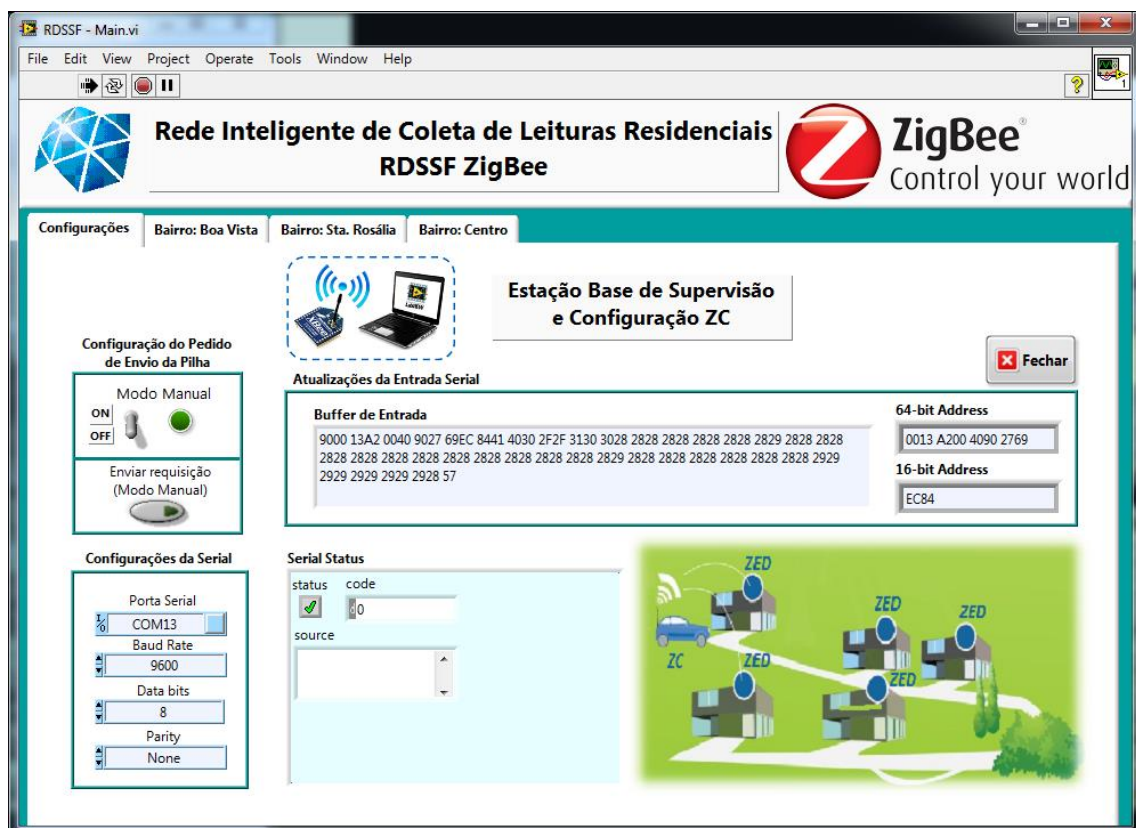 RDSSF - Main.vi
File Edit View Project Operate Tools Window Help
1
Rede Inteligente de Coleta de Leituras Residenciais
RDSSF ZigBee
ZigBee®
Control your world
Configurações
Bairro: Boa Vista
Bairro: Sta. Rosália
Bairro: Centro
XBee
LabVIEW
Estação Base de Supervisão
e Configuração ZC
Fechar
Configuração do Pedido
de Envio da Pilha
Modo Manual
ON
OFF
Enviar requisição
(Modo Manual)
Atualizações da Entrada Serial
Buffer de Entrada
9000 13A2 0040 9027 69EC 8441 4030 2F2F 3130 3028 2828 2828 2828 2828 2829 2828 2828
2828 2828 2828 2828 2828 2828 2828 2828 2829 2828 2828 2828 2828 2828 2828 2929
2929 2929 2929 2928 57
64-bit Address
0013 A200 4090 2769
16-bit Address
EC84
Configurações da Serial
Porta Serial
COM13
Baud Rate
9600
Data bits
8
Parity
None
Serial Status
status code
0
source
ZED
ZED
ZED
ZC
ZED
ZED